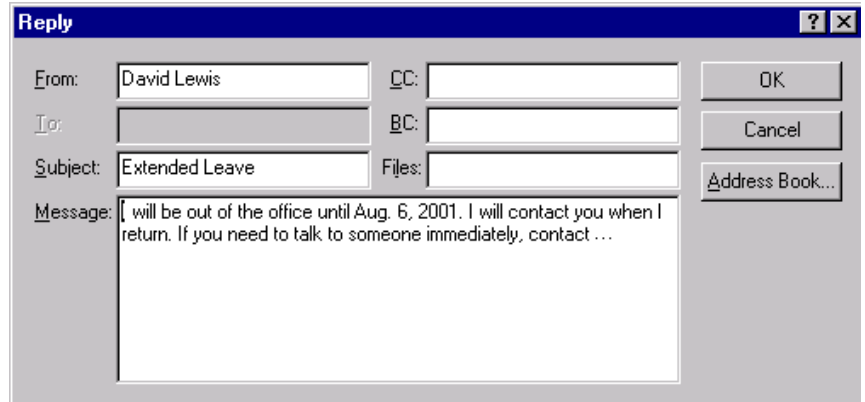 Reply
From: David Lewis CC:
To: BC:
Subject: Extended Leave Files:
Message: I will be out of the office until Aug. 6, 2001. I will contact you when I
return. If you need to talk to someone immediately, contact ...
OK
Cancel
Address Book...